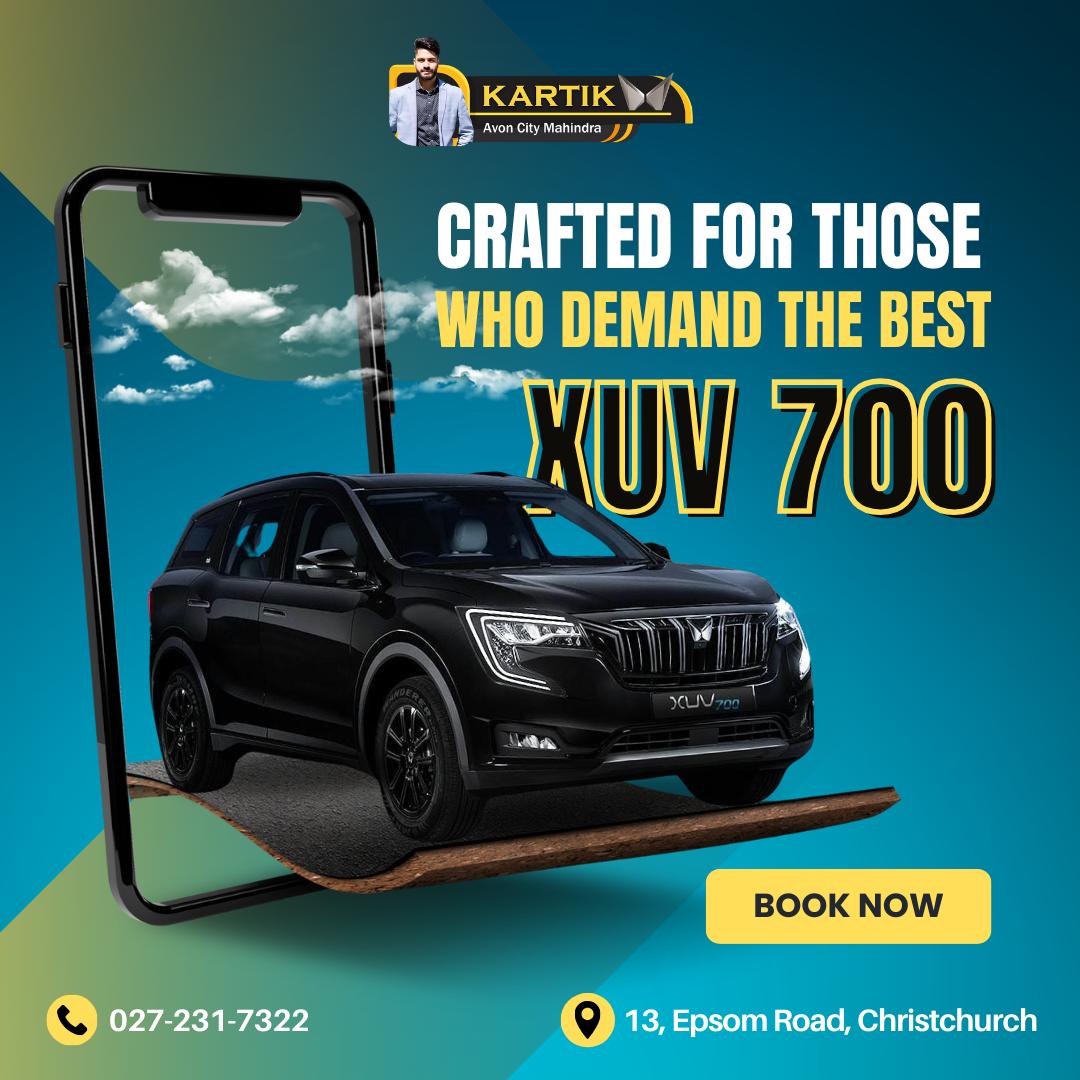 KARTIK
Avon City Mahindra
CRAFTED FOR THOSE
WHO DEMAND THE BEST
XUV 700
WANDERER
XUV700
BOOK NOW
027-231-7322
13, Epsom Road, Christchurch